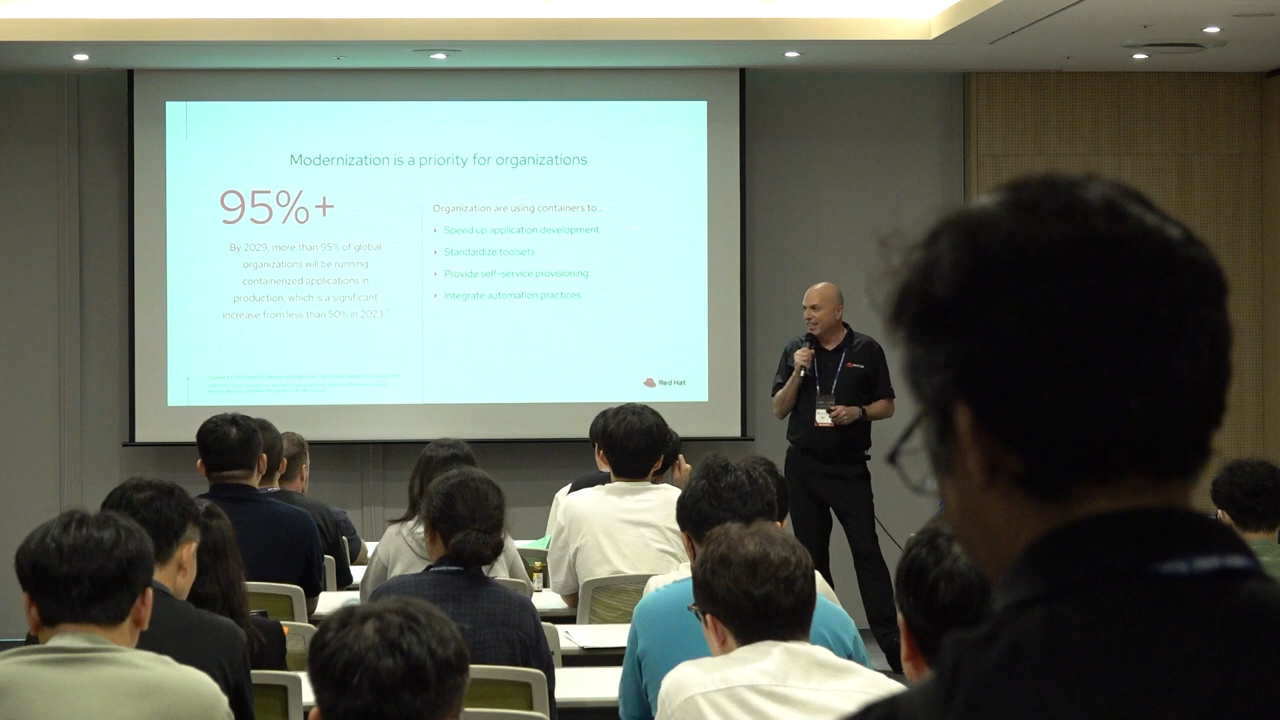 Modernization is a priority for organizations
95%+
By 2029, more than 95% of global
organizations will be running
containerized applications in
production, which is a significant
increase from less than 50% in 2023.
Organization are using containers to...
Speed up application development
Standardize toolsets
Provide self-service provisioning
Integrate automation practices
Red Hat